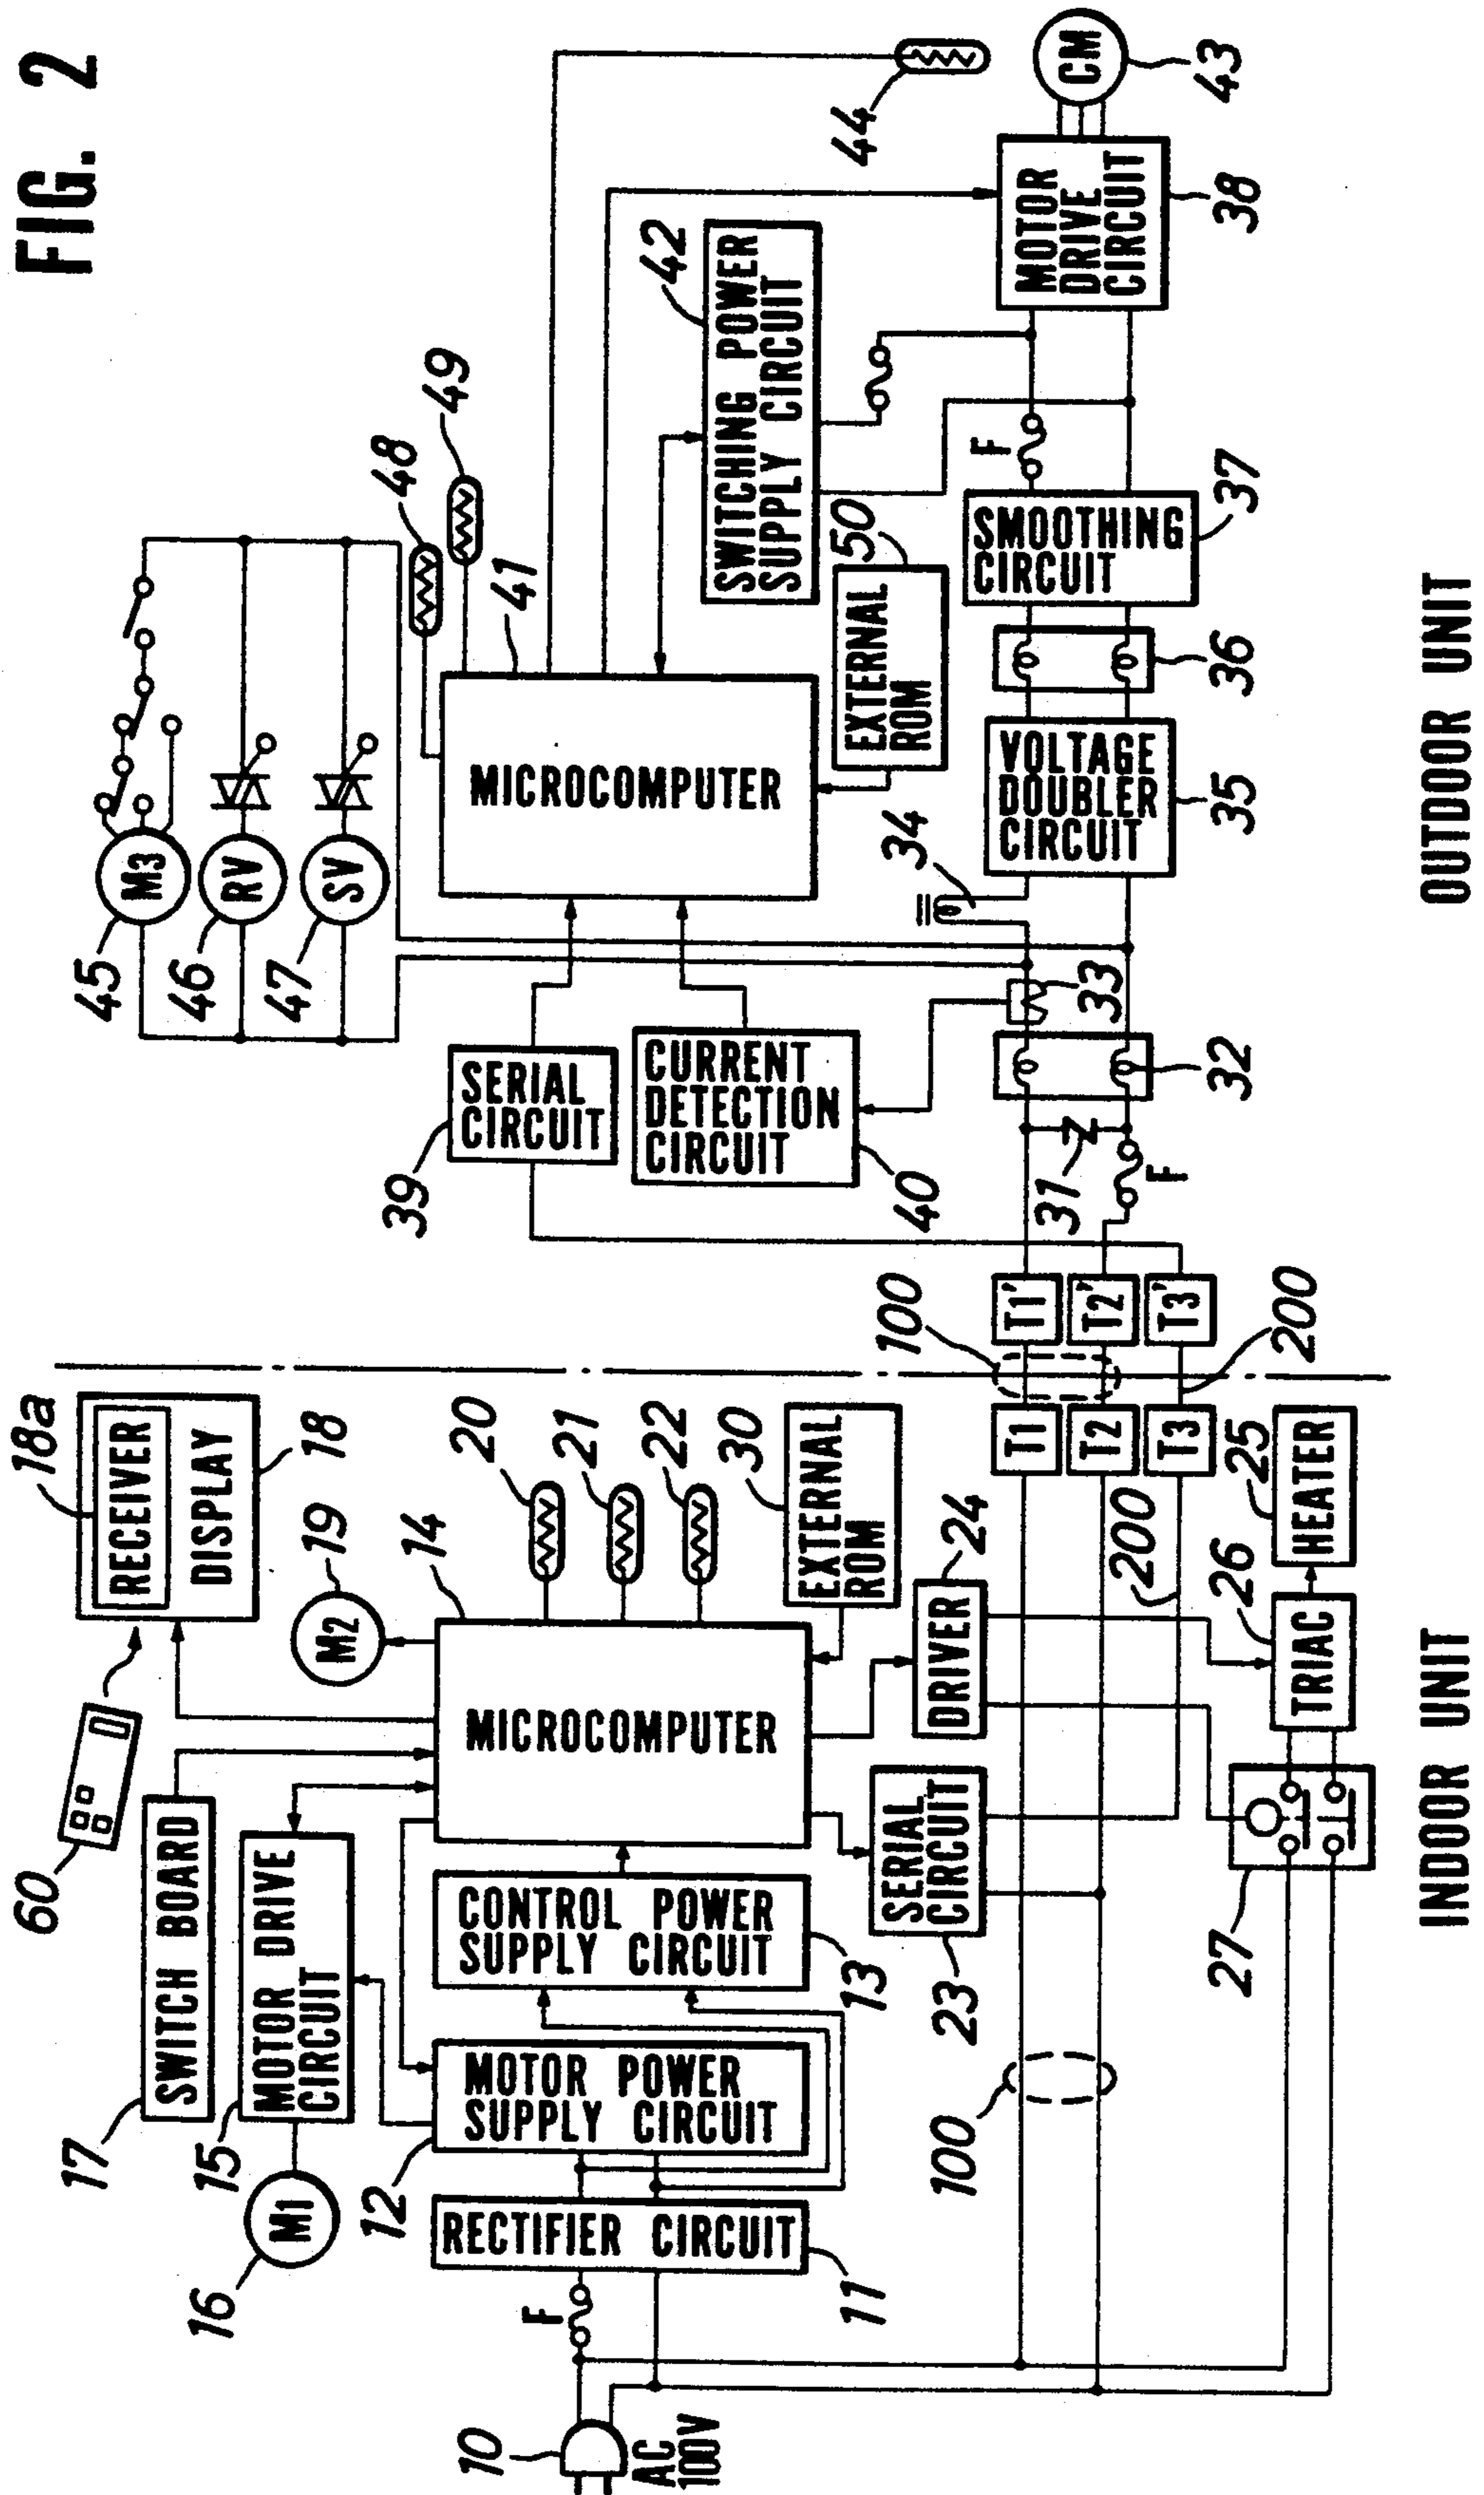 FIG. 2
60
18a
RECEIVER
DISPLAY
18
17
SWITCH BOARD
19
M2
16
M1
15
MOTOR DRIVE
CIRCUIT
14
MICROCOMPUTER
20
21
22
12
MOTOR POWER
SUPPLY CIRCUIT
CONTROL POWER
SUPPLY CIRCUIT
13
30
EXTERNAL
ROM
10
AC
100V
F
RECTIFIER CIRCUIT
11
23
SERIAL
CIRCUIT
DRIVER
24
100
200
T1
T2
T3
27
TRIAC
26
HEATER
25
INDOOR UNIT
100
200
T1'
T2'
T3'
45
M3
46
RV
47
SV
48
49
39
SERIAL
CIRCUIT
41
MICROCOMPUTER
40
CURRENT
DETECTION
CIRCUIT
42
SWITCHING POWER
SUPPLY CIRCUIT
44
50
EXTERNAL
ROM
31
F
32
33
34
VOLTAGE
DOUBLER
CIRCUIT
35
36
SMOOTHING
CIRCUIT
37
F
MOTOR
DRIVE
CIRCUIT
38
CM
43
OUTDOOR UNIT